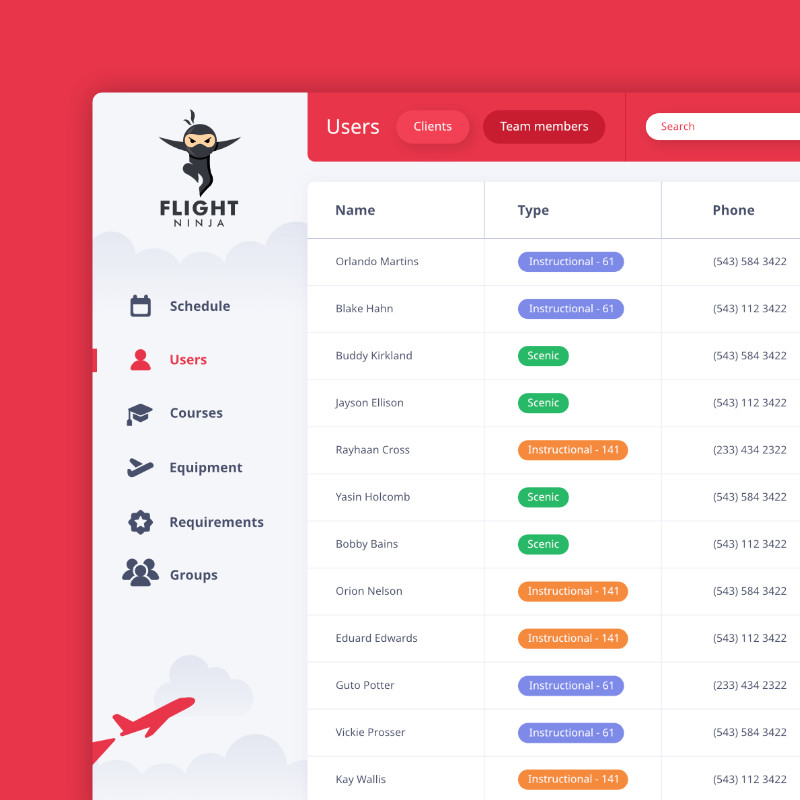 FLIGHT
NINJA
Schedule
Users
Courses
Equipment
Requirements
Groups
Users Clients Team members Search
Name Type Phone
Orlando Martins Instructional - 61 (543) 584 3422
Blake Hahn Instructional - 61 (543) 112 3422
Buddy Kirkland Scenic (543) 584 3422
Jayson Ellison Scenic (543) 112 3422
Rayhaan Cross Instructional - 141 (233) 434 2322
Yasin Holcomb Scenic (543) 584 3422
Bobby Bains Scenic (543) 112 3422
Orion Nelson Instructional - 141 (543) 584 3422
Eduard Edwards Instructional - 141 (543) 112 3422
Guto Potter Instructional - 61 (233) 434 2322
Vickie Prosser Instructional - 61 (543) 584 3422
Kay Wallis Instructional - 141 (543) 112 3422